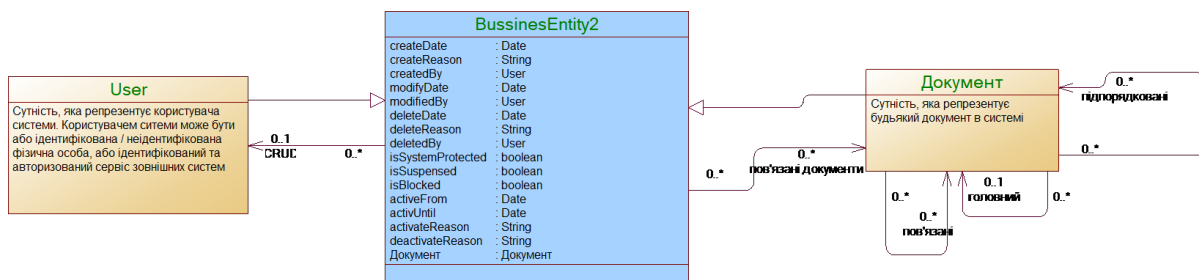 User
Сутність, яка репрезентує користувача
системи. Користувачем ситеми може бути
або ідентифікована / неідентифікована
фізична особа, або ідентифікований та
авторизований сервіс зовнішних систем
0..1
CRUD
0..*
BussinesEntity2
createDate : Date
createReason : String
createdBy : User
modifyDate : Date
modifiedBy : User
deleteDate : Date
deleteReason : String
deletedBy : User
isSystemProtected : boolean
isSuspensed : boolean
isBlocked : boolean
activeFrom : Date
activUntil : Date
activateReason : String
deactivateReason : String
Документ : Документ
0..*
0..*
пов'язані документи
Документ
Сутність, яка репрезентує
будьякий документ в системі
0..*
підпорядковані
0..*
0..*
0..*
пов'язані
0..1
головний
0..*